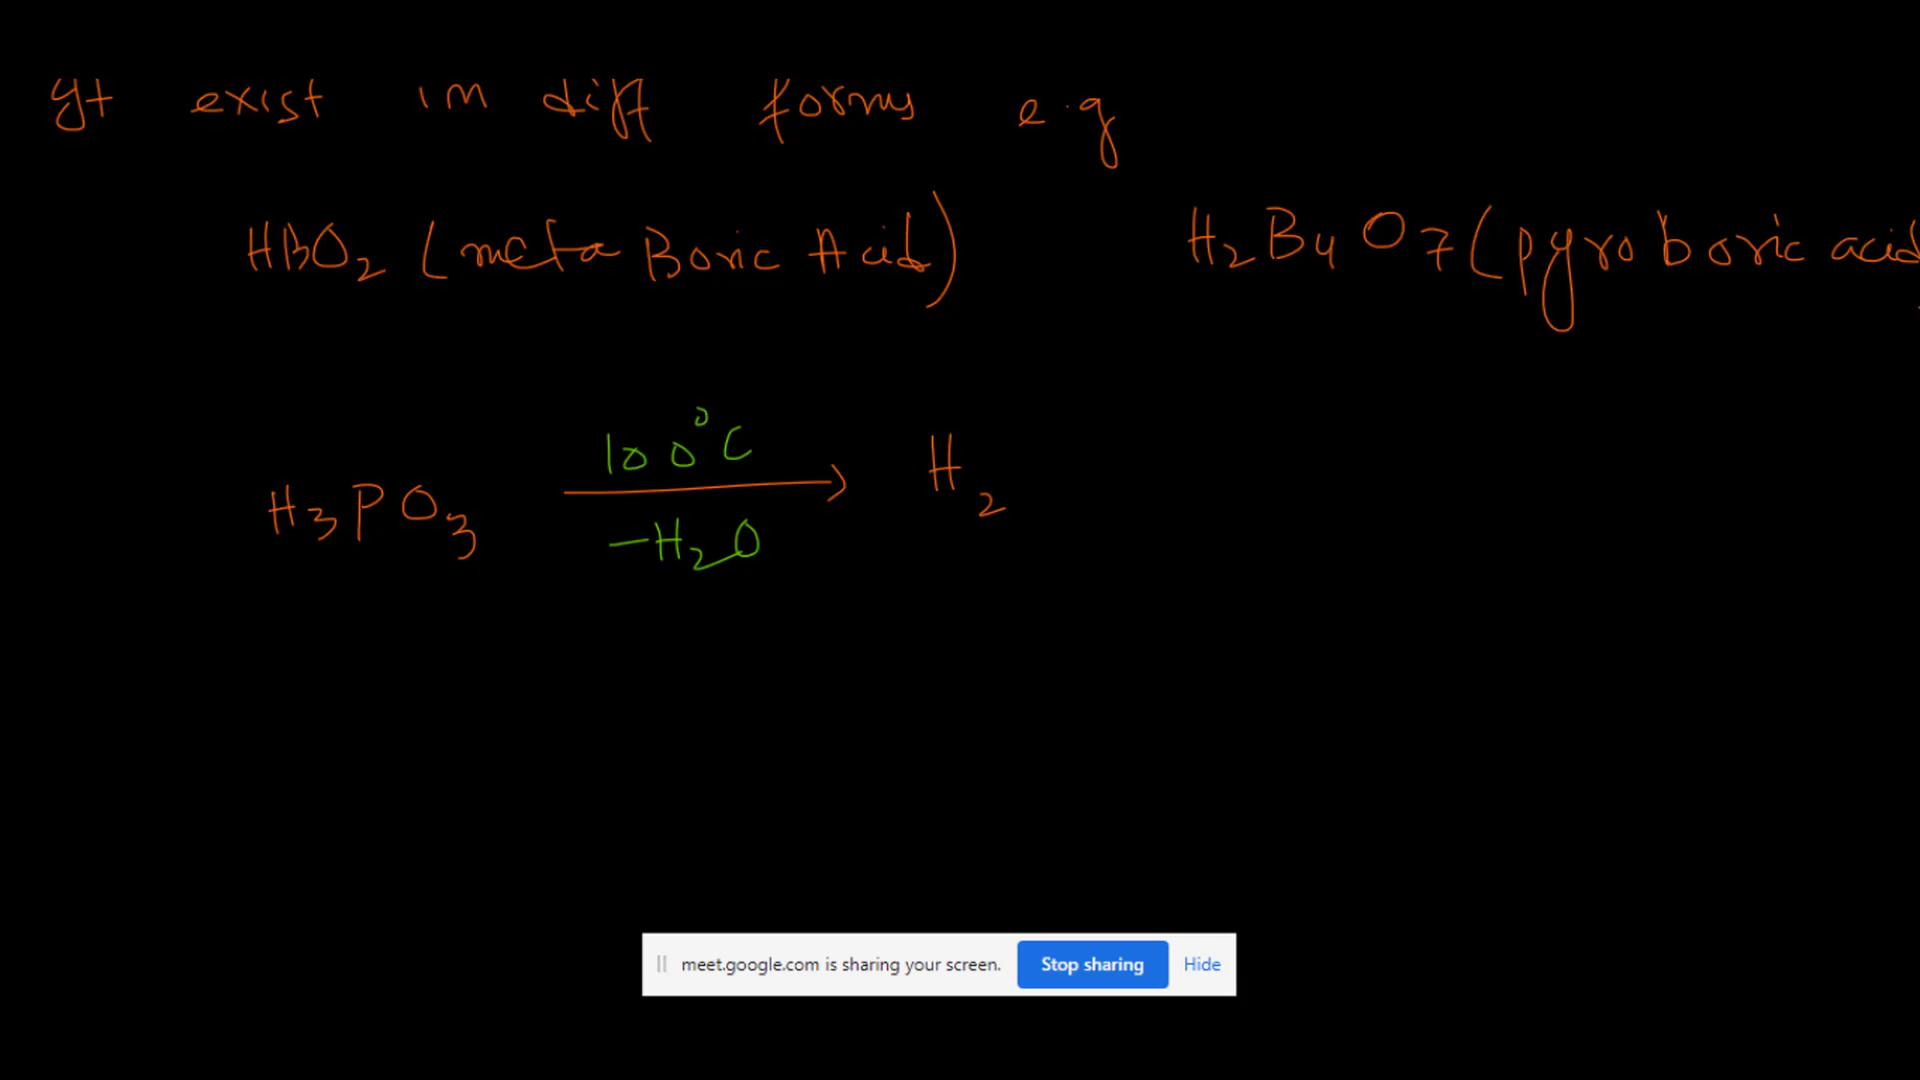 It exist in diff forms e.g
HBO2 (meta Boric Acid) H2B4O7 (pyroboric acid
100°C
H3PO3 → H2
-H2O
meet.google.com is sharing your screen. Stop sharing Hide